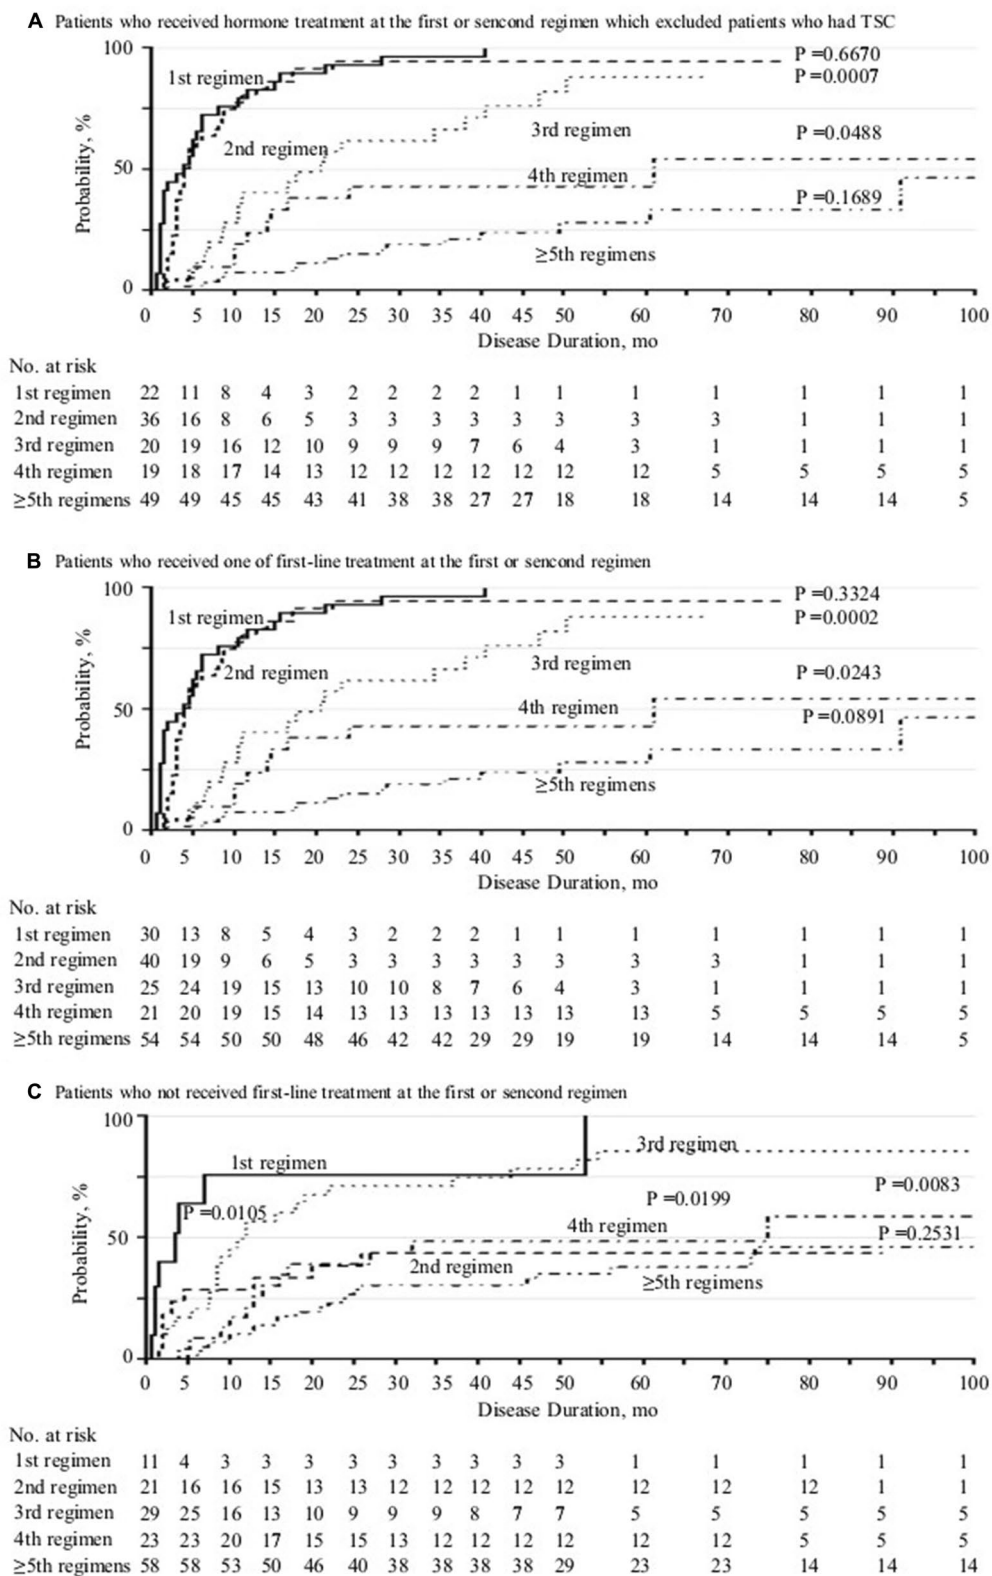 A Patients who received hormone treatment at the first or sencond regimen which excluded patients who had TSC
100
P =0.6670
1st regimen
P =0.0007
3rd regimen
P =0.0488
2nd regimen
50
4th regimen
P =0.1689
≥5th regimens
0
Probability, %
0 5 10 15 20 25 30 35 40 45 50 60 70 80 90 100
Disease Duration, mo
No. at risk
1st regimen 22 11 8 4 3 2 2 2 2 1 1 1 1 1 1 1
2nd regimen 36 16 8 6 5 3 3 3 3 3 3 3 3 1 1 1
3rd regimen 20 19 16 12 10 9 9 9 7 6 4 3 1 1 1 1
4th regimen 19 18 17 14 13 12 12 12 12 12 12 12 5 5 5 5
≥5th regimens 49 49 45 45 43 41 38 38 27 27 18 18 14 14 14 5
B Patients who received one of first-line treatment at the first or sencond regimen
100
P =0.3324
1st regimen
P =0.0002
3rd regimen
2nd regimen
P =0.0243
50
4th regimen
P =0.0891
≥5th regimens
0
Probability, %
0 5 10 15 20 25 30 35 40 45 50 60 70 80 90 100
Disease Duration, mo
No. at risk
1st regimen 30 13 8 5 4 3 2 2 2 1 1 1 1 1 1 1
2nd regimen 40 19 9 6 5 3 3 3 3 3 3 3 3 1 1 1
3rd regimen 25 24 19 15 13 10 10 8 7 6 4 3 1 1 1 1
4th regimen 21 20 19 15 14 13 13 13 13 13 13 13 5 5 5 5
≥5th regimens 54 54 50 50 48 46 42 42 29 29 19 19 14 14 14 5
C Patients who not received first-line treatment at the first or sencond regimen
100
3rd regimen
1st regimen
P =0.0083
P =0.0199
P =0.0105
4th regimen
P =0.2531
50
2nd regimen
≥5th regimens
0
Probability, %
0 5 10 15 20 25 30 35 40 45 50 60 70 80 90 100
Disease Duration, mo
No. at risk
1st regimen 11 4 3 3 3 3 3 3 3 3 3 1 1 1 1 1
2nd regimen 21 16 16 15 13 13 12 12 12 12 12 12 12 12 1 1
3rd regimen 29 25 16 13 10 9 9 9 8 7 7 5 5 5 5 5
4th regimen 23 23 20 17 15 15 13 12 12 12 12 12 12 5 5 5
≥5th regimens 58 58 53 50 46 40 38 38 38 38 29 23 23 14 14 14